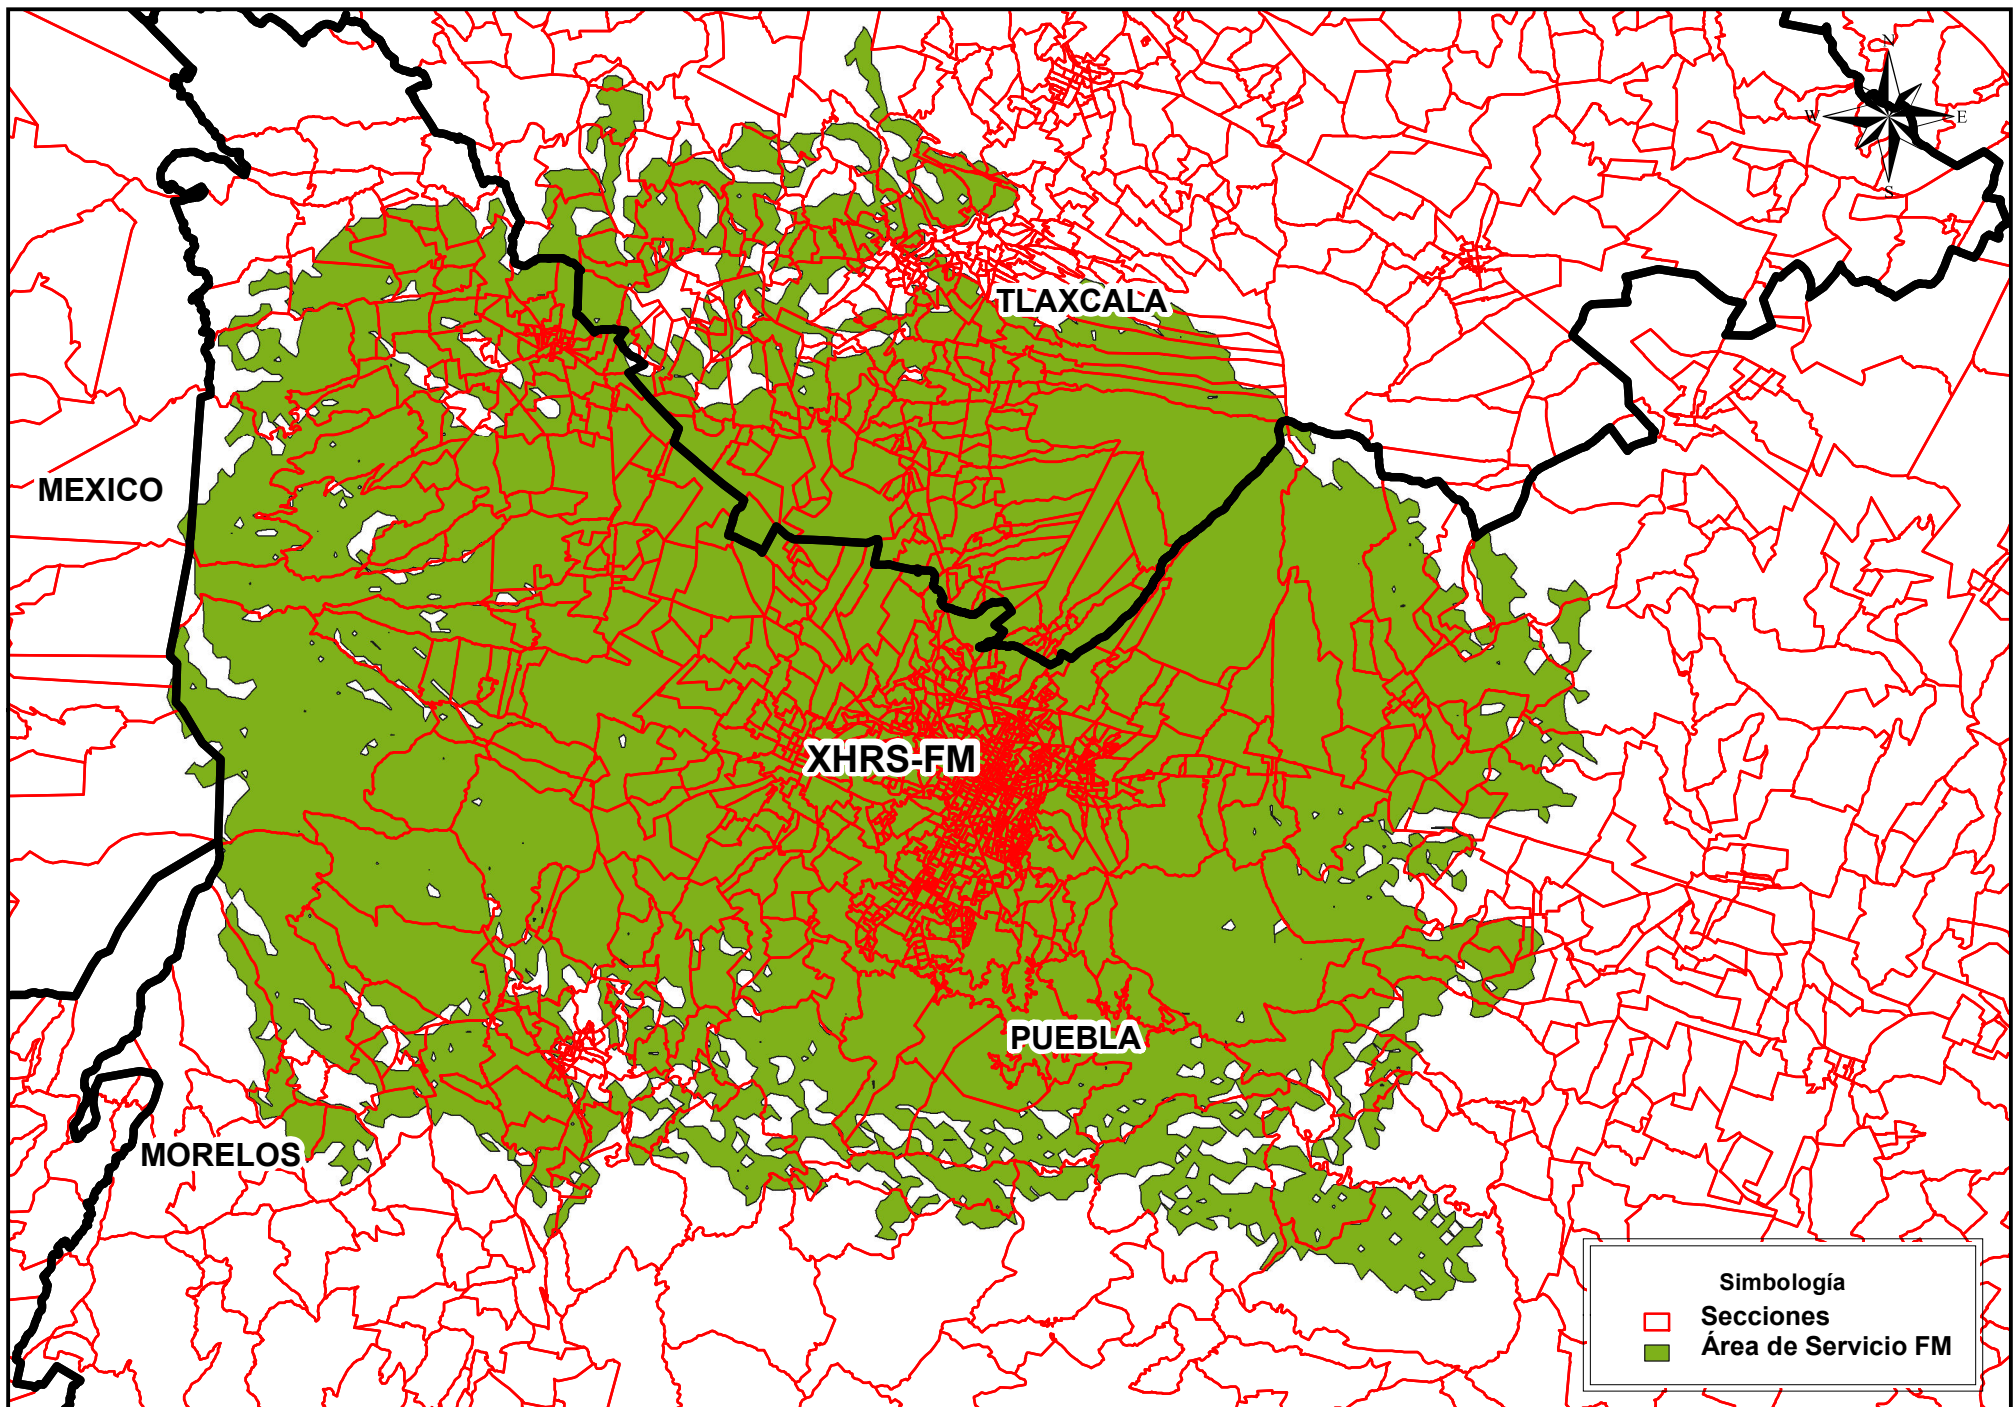 N
W
E
S
TLAXCALA
MEXICO
XHRS-FM
PUEBLA
MORELOS
Simbología
Secciones
Área de Servicio FM